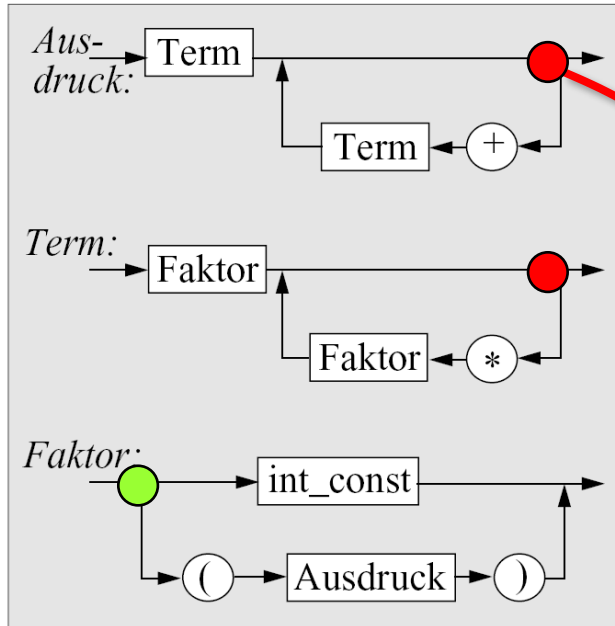 Aus-
druck:
Term
Term
+
Term:
Faktor
Faktor
*
Faktor:
int_const
(
Ausdruck
)